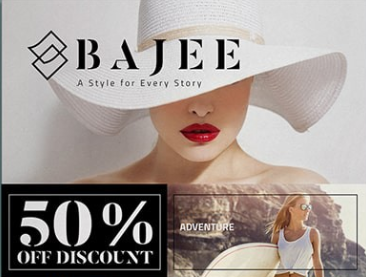 BAJEE
A Style for Every Story
50%
OFF DISCOUNT
ADVENTURE